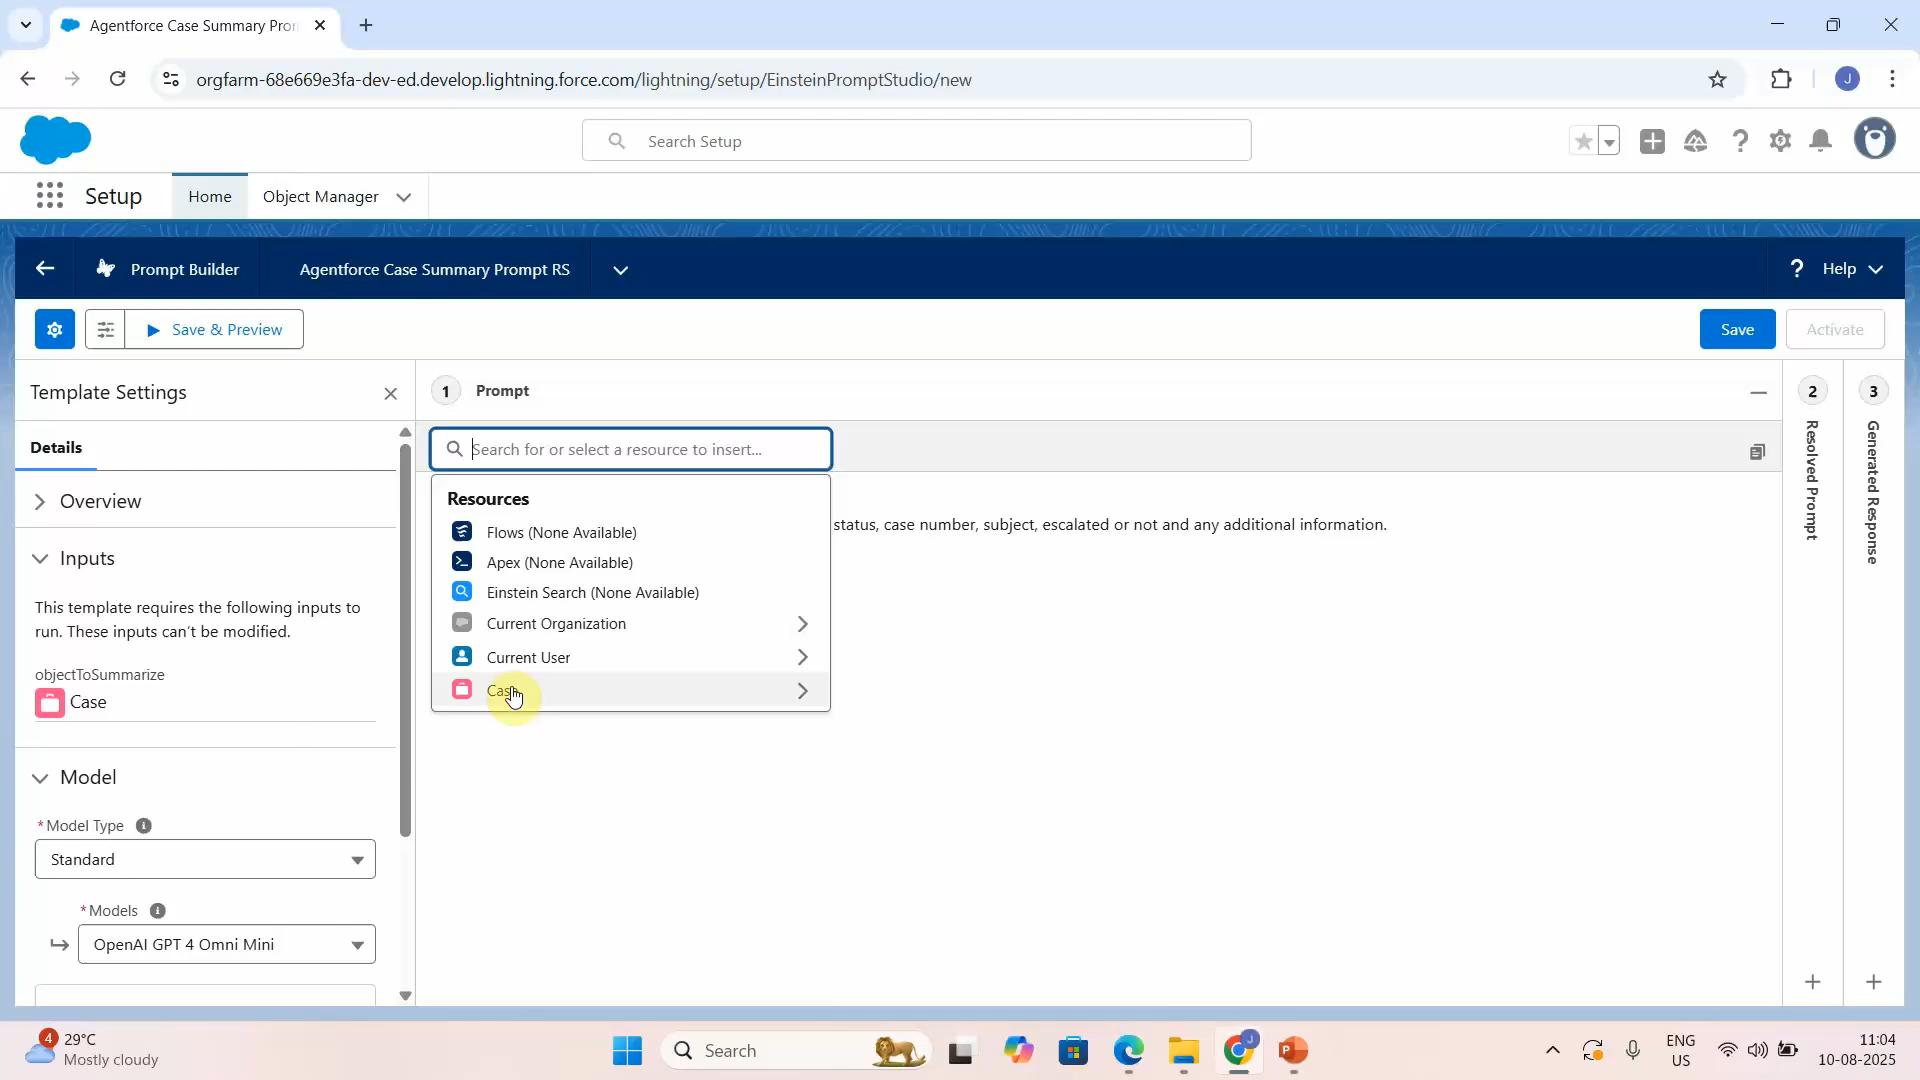 Agentforce Case Summary Pro
orgfarm-68e669e3fa-dev-ed.develop.lightning.force.com/lightning/setup/EinsteinPromptStudio/new
J
Search Setup
Setup
Home
Object Manager
Prompt Builder
Agentforce Case Summary Prompt RS
? Help
Save & Preview
Save
Activate
Template Settings
1 Prompt
2
3
Details
Search for or select a resource to insert...
Resolved Prompt
Generated Response
Overview
Resources
status, case number, subject, escalated or not and any additional information.
Flows (None Available)
Inputs
Apex (None Available)
Einstein Search (None Available)
This template requires the following inputs to
run. These inputs can't be modified.
Current Organization
Current User
objectToSummarize
Case
Case
Model
* Model Type
Standard
* Models
OpenAI GPT 4 Omni Mini
4
29°C
Mostly cloudy
Search
J
ENG
US
11:04
10-08-2025